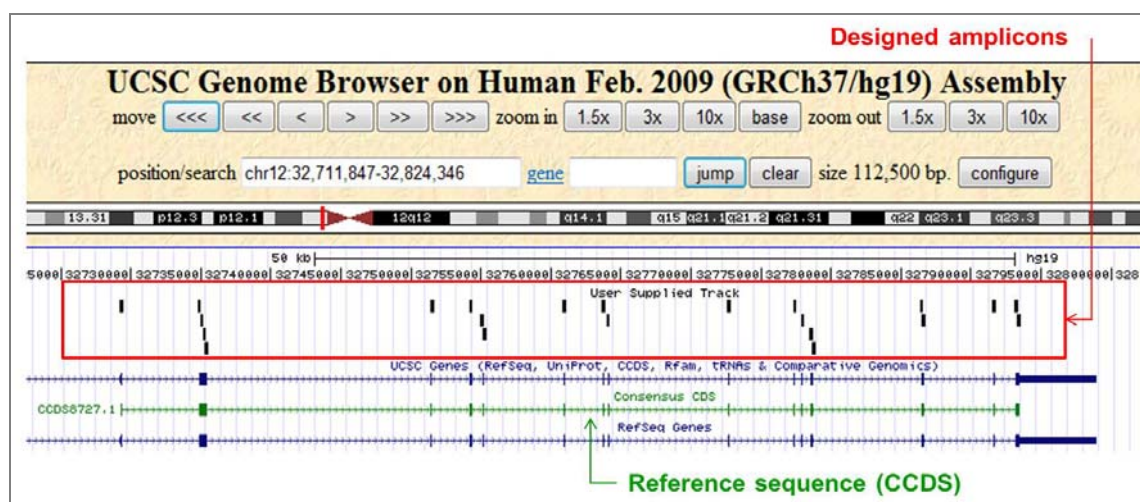 Designed amplicons
UCSC Genome Browser on Human Feb. 2009 (GRCh37/hg19) Assembly
move <<< << < > >> >>> zoom in 1.5x 3x 10x base zoom out 1.5x 3x 10x
position/search chr12:32,711,847-32,824,346 gene jump clear size 112,500 bp. configure
13.31 p12.3 p12.1 12q12 q14.1 q15 q21.1 q21.2 q21.31 q22 q23.1 q23.3
50 kb hg19
5000| 32730000| 32735000| 32740000| 32745000| 32750000| 32755000| 32760000| 32765000| 32770000| 32775000| 32780000| 32785000| 32790000| 32795000| 32800000| 328
User Supplied Track
UCSC Genes (RefSeq, UniProt, CCDS, Rfam, tRNAs & Comparative Genomics)
Consensus CDS
CCDS8727.1
RefSeq Genes
Reference sequence (CCDS)